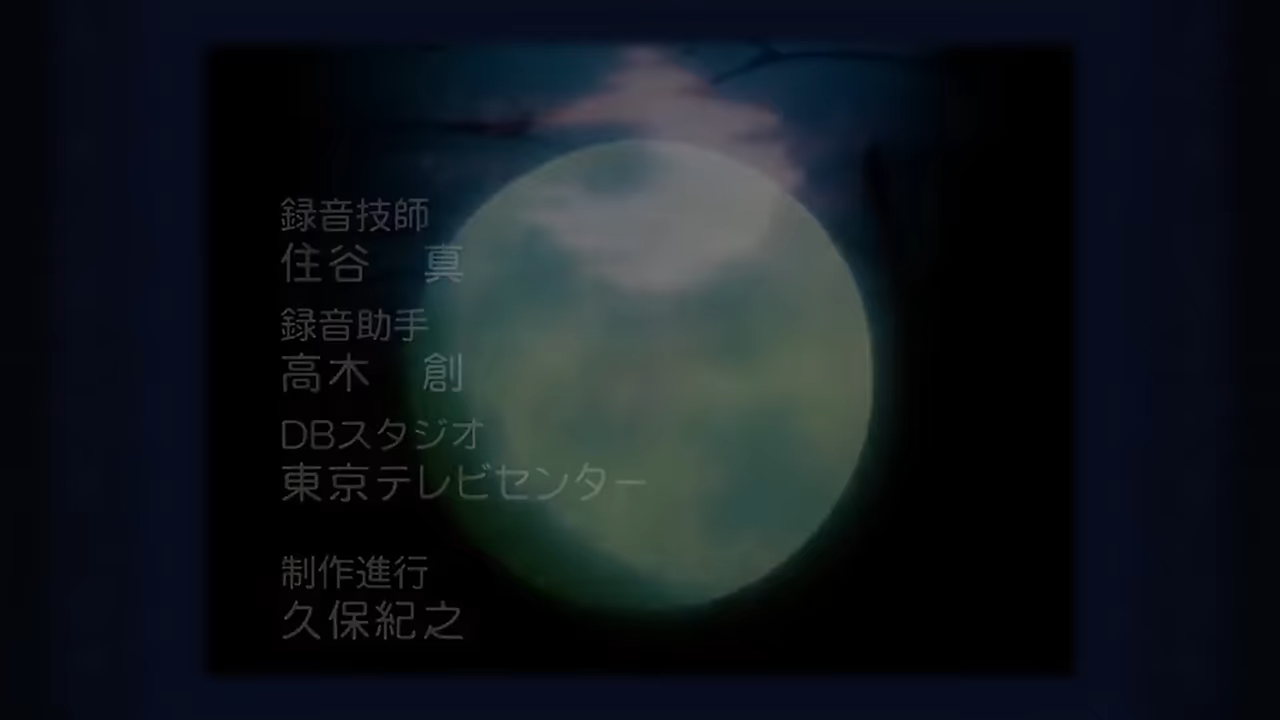 録音技師
住谷　真
録音助手
高木　創
DBスタジオ
東京テレビセンター
制作進行
久保紀之